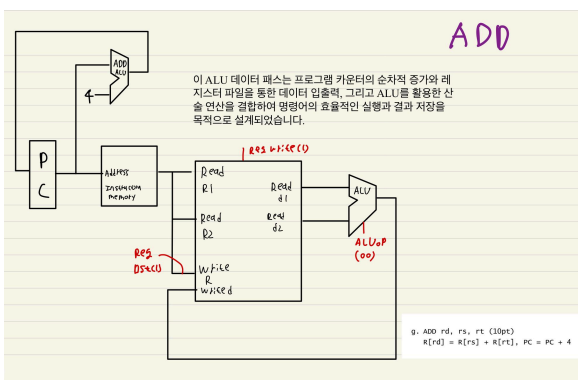 ADD
이 ALU 데이터 패스는 프로그램 카운터의 순차적 증가와 레
지스터 파일을 통한 데이터 입출력, 그리고 ALU를 활용한 산
술 연산을 결합하여 명령어의 효율적인 실행과 결과 저장을
목적으로 설계되었습니다.
ADD
ALU
4
P
C
Address
memory
Read
R1
Read
R2
Write
R
Write d
Read
d1
Read
d2
Reg write(1)
Reg
Dst(1)
ALU
ALUOP
(00)
g. ADD rd, rs, rt (10pt)
R[rd] = R[rs] + R[rt], PC = PC + 4